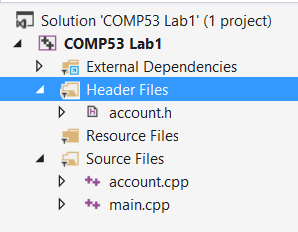 Solution 'COMP53 Lab1' (1 project)
COMP53 Lab1
External Dependencies
Header Files
account.h
Resource Files
Source Files
account.cpp
main.cpp